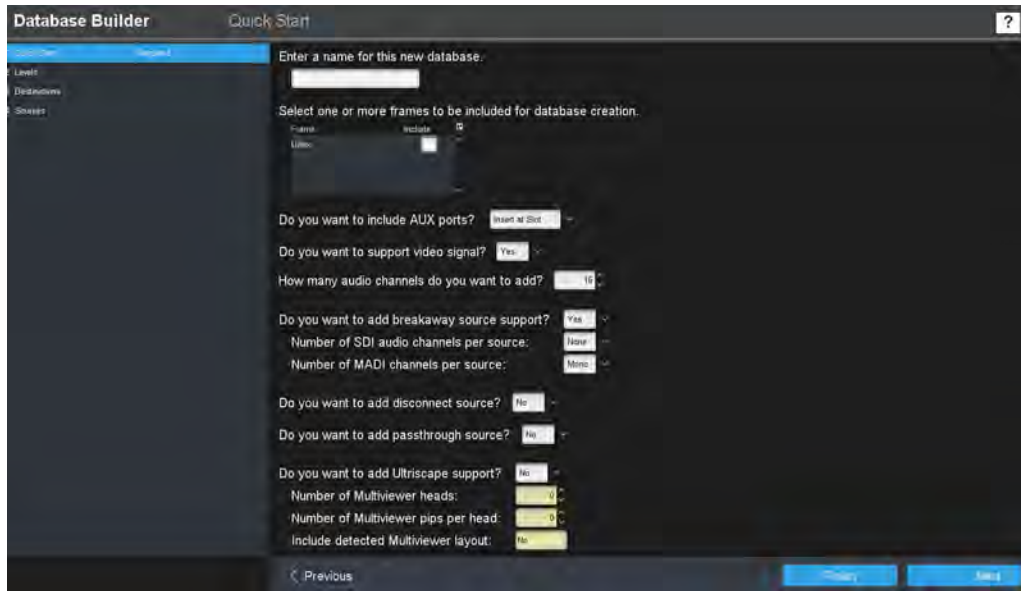 Database Builder Quick Start ?
Levels
Destinations
Sources
Enter a name for this new database.
Select one or more frames to be included for database creation.
Frame Include
Do you want to include AUX ports? Insert at Slot
Do you want to support video signal? Yes
How many audio channels do you want to add? 16
Do you want to add breakaway source support? Yes
Number of SDI audio channels per source: None
Number of MADI channels per source: Mono
Do you want to add disconnect source? No
Do you want to add passthrough source? No
Do you want to add Ultriscape support? No
Number of Multiviewer heads: 0
Number of Multiviewer pips per head: 0
Include detected Multiviewer layout: No
< Previous Next